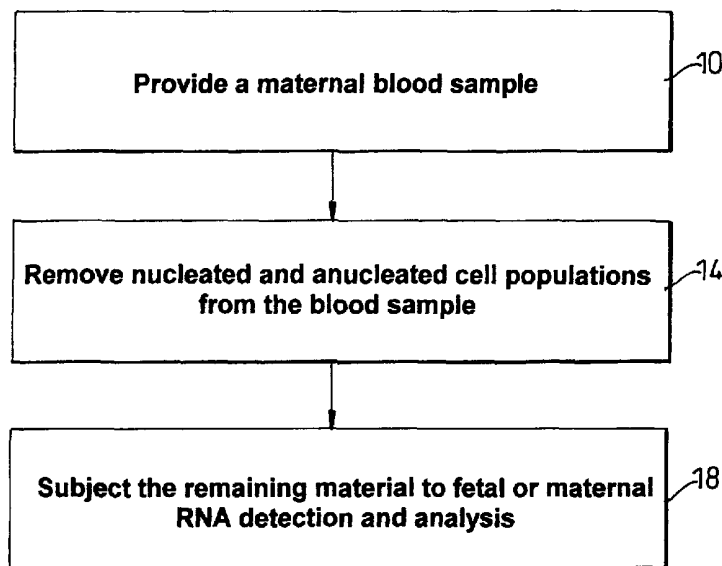 Provide a maternal blood sample
10
Remove nucleated and anucleated cell populations
from the blood sample
14
Subject the remaining material to fetal or maternal
RNA detection and analysis
18